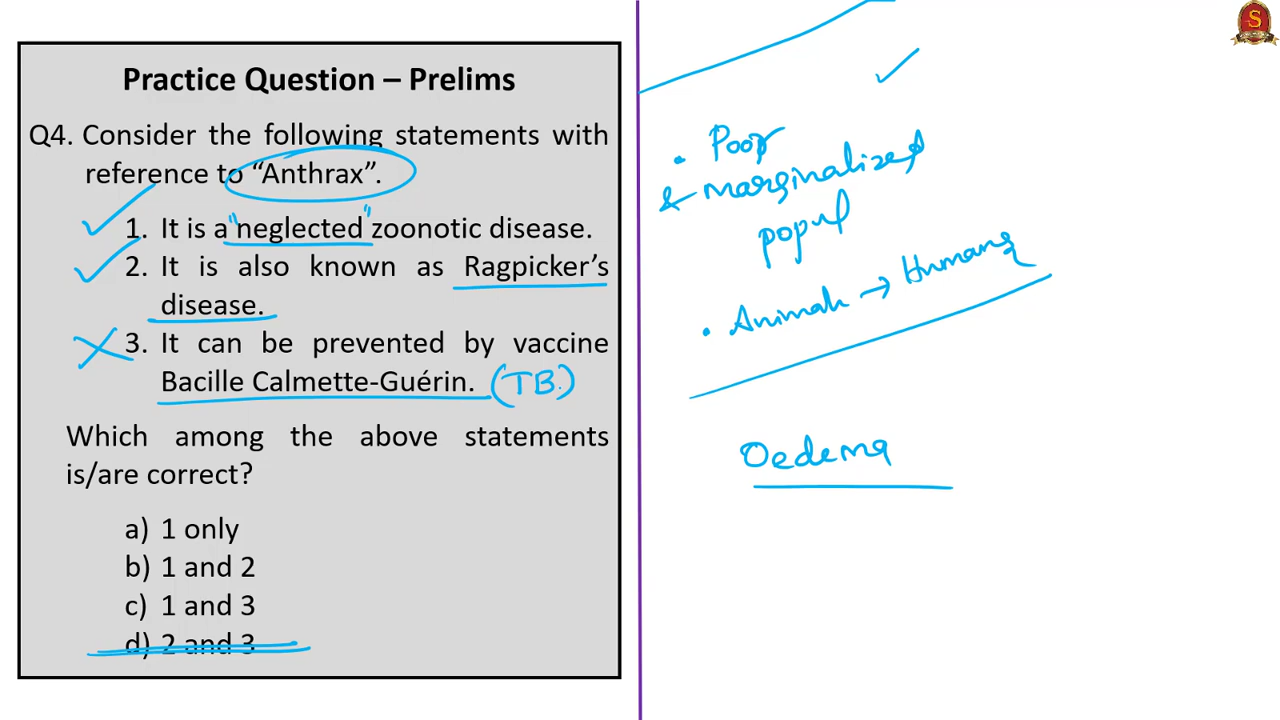 S
Practice Question – Prelims
Q4. Consider the following statements with
reference to “Anthrax”.
1. It is a "neglected" zoonotic disease.
2. It is also known as Ragpicker’s
disease.
3. It can be prevented by vaccine
Bacille Calmette-Guérin. (TB.)
Which among the above statements
is/are correct?
a) 1 only
b) 1 and 2
c) 1 and 3
d) 2 and 3
• Poor
& marginalized
popul
• Animals → Humans
Oedema